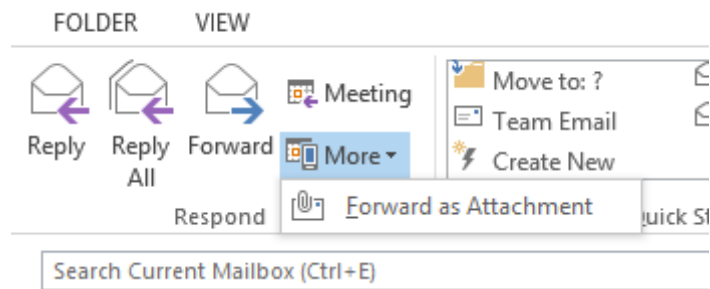 FOLDER VIEW
Reply
Reply All
Forward
Meeting
More
Move to: ?
Team Email
Create New
Forward as Attachment
Respond
Search Current Mailbox (Ctrl+E)